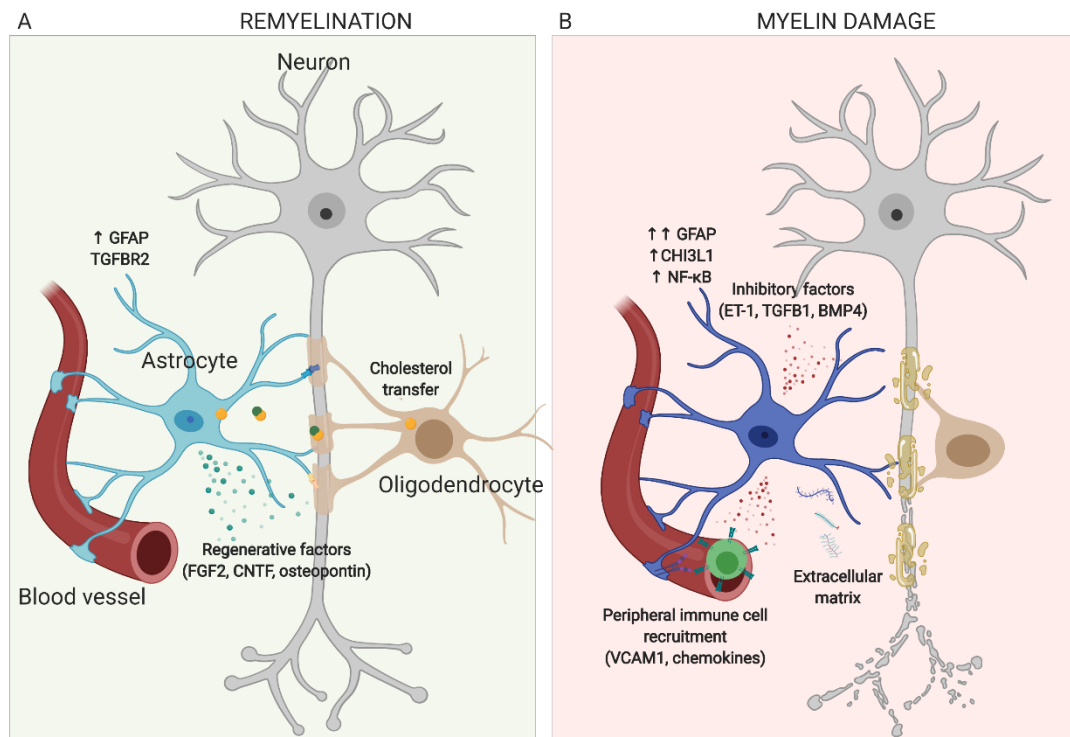 A
REMYELINATION
Neuron
↑ GFAP
TGFBR2
Astrocyte
Cholesterol
transfer
Oligodendrocyte
Regenerative factors
(FGF2, CNTF, osteopontin)
Blood vessel
B
MYELIN DAMAGE
↑↑ GFAP
↑CHI3L1
↑ NF-κB
Inhibitory factors
(ET-1, TGFB1, BMP4)
Extracellular
matrix
Peripheral immune cell
recruitment
(VCAM1, chemokines)